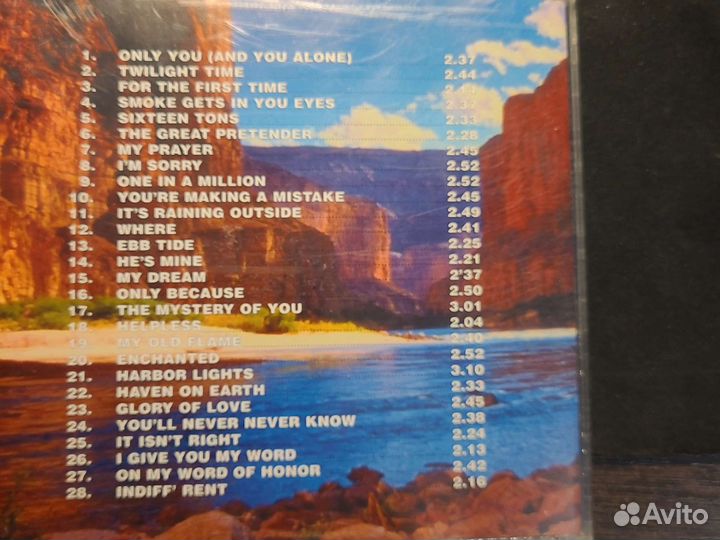 1. ONLY YOU (AND YOU ALONE) 2.37
2. TWILIGHT TIME 2.44
3. FOR THE FIRST TIME
4. SMOKE GETS IN YOU EYES 2.37
5. SIXTEEN TONS 2.33
6. THE GREAT PRETENDER 2.28
7. MY PRAYER 2.45
8. I'M SORRY 2.52
9. ONE IN A MILLION 2.52
10. YOU'RE MAKING A MISTAKE 2.45
11. IT'S RAINING OUTSIDE 2.49
12. WHERE 2.41
13. EBB TIDE 2.25
14. HE'S MINE 2.21
15. MY DREAM 2'37
16. ONLY BECAUSE 2.50
17. THE MYSTERY OF YOU 3.01
18. HELPLESS 2.04
19. MY OLD FLAME 2.40
20. ENCHANTED 2.52
21. HARBOR LIGHTS 3.10
22. HAVEN ON EARTH 2.33
23. GLORY OF LOVE 2.45
24. YOU'LL NEVER NEVER KNOW 2.38
25. IT ISN'T RIGHT 2.24
26. I GIVE YOU MY WORD 2.13
27. ON MY WORD OF HONOR 2.42
28. INDIFF' RENT 2.16
Avito